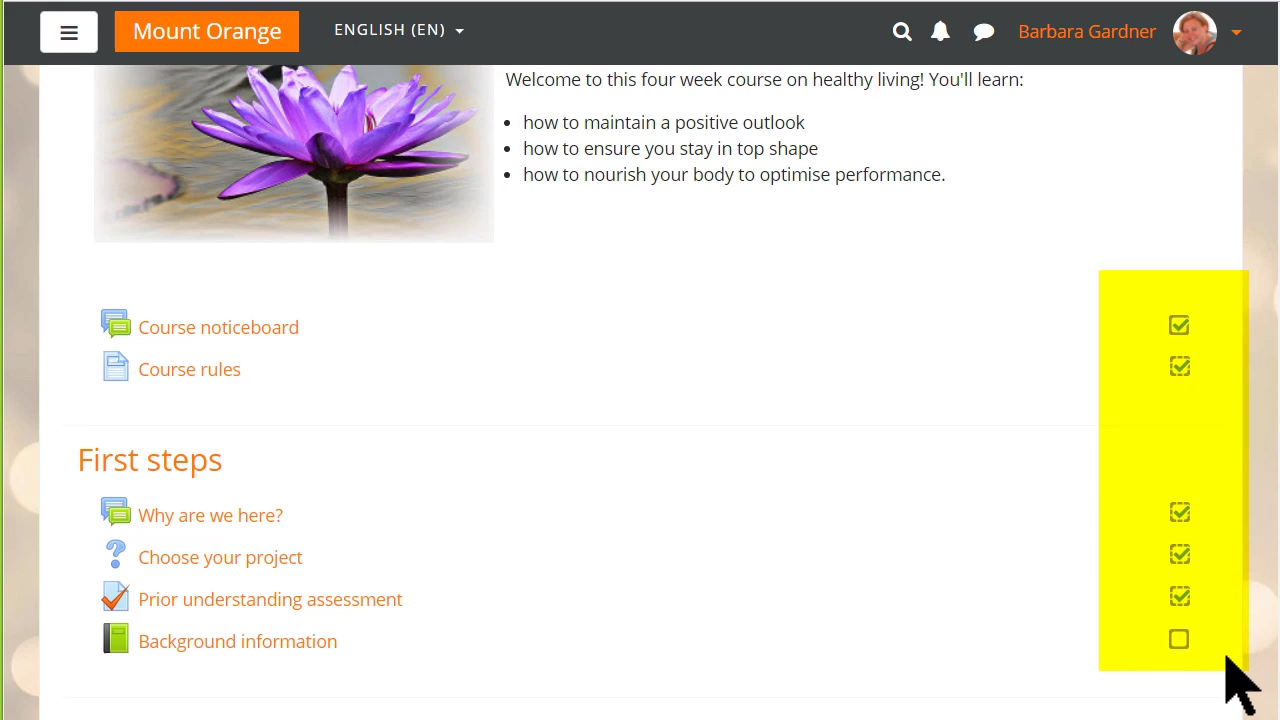 Mount Orange
ENGLISH (EN)
Barbara Gardner
Welcome to this four week course on healthy living! You'll learn:
how to maintain a positive outlook
how to ensure you stay in top shape
how to nourish your body to optimise performance.
Course noticeboard
Course rules
First steps
Why are we here?
Choose your project
Prior understanding assessment
Background information